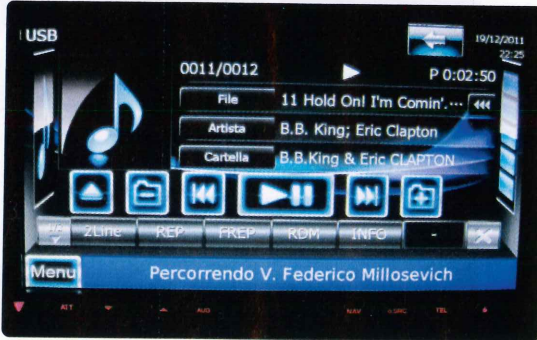 USB
19/12/2011
22:25
0011/0012 P 0:02:50
File 11 Hold On! I'm Comin'.···
Artista B.B. King; Eric Clapton
Cartella B.B.King & Eric CLAPTON
2Line REP FREP RDM INFO -
Menu Percorrendo V. Federico Millosevich
ATT AUD NAV SRC TEL